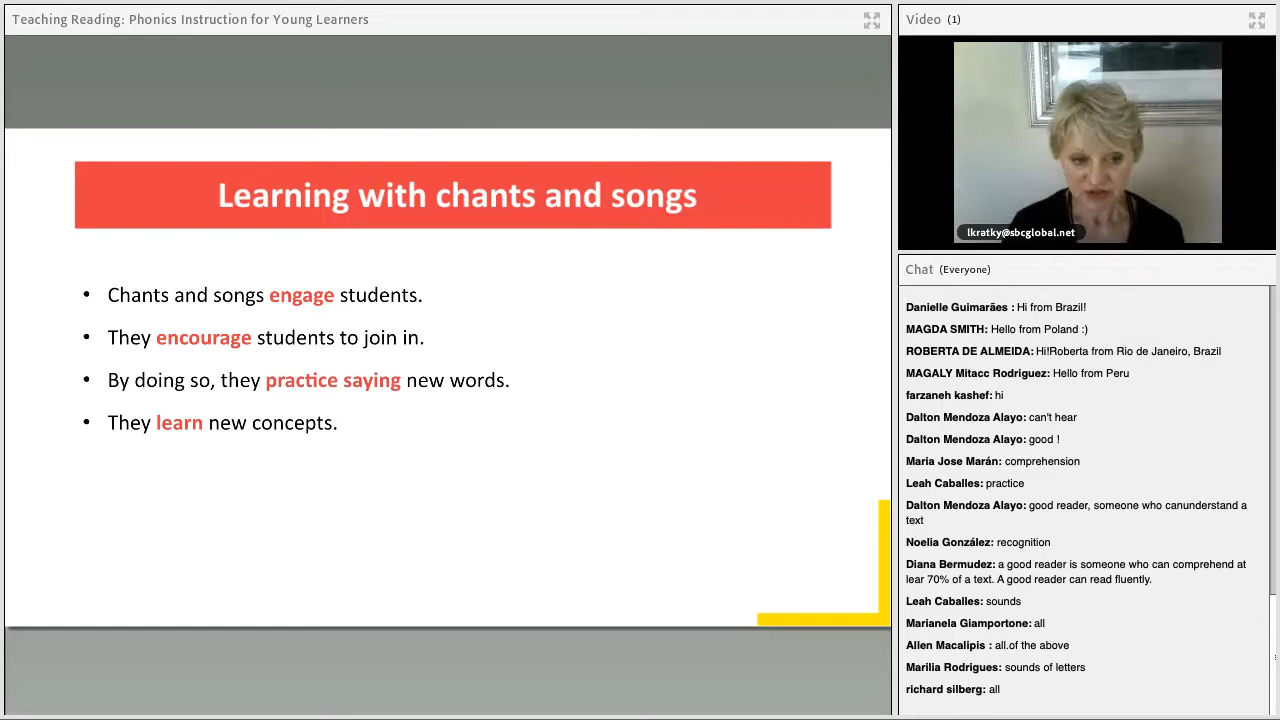 Teaching Reading: Phonics Instruction for Young Learners
Learning with chants and songs
• Chants and songs engage students.
• They encourage students to join in.
• By doing so, they practice saying new words.
• They learn new concepts.
Video (1)
lkratky@sbcglobal.net
Chat (Everyone)
Danielle Guimarães : Hi from Brazil!
MAGDA SMITH: Hello from Poland :)
ROBERTA DE ALMEIDA: Hi!Roberta from Rio de Janeiro, Brazil
MAGALY Mitacc Rodriguez: Hello from Peru
farzaneh kashef: hi
Dalton Mendoza Alayo: can't hear
Dalton Mendoza Alayo: good !
Maria Jose Marán: comprehension
Leah Caballes: practice
Dalton Mendoza Alayo: good reader, someone who canunderstand a
text
Noelia González: recognition
Diana Bermudez: a good reader is someone who can comprehend at
lear 70% of a text. A good reader can read fluently.
Leah Caballes: sounds
Marianela Giamportone: all
Allen Macalipis : all.of the above
Marilia Rodrigues: sounds of letters
richard silberg: all